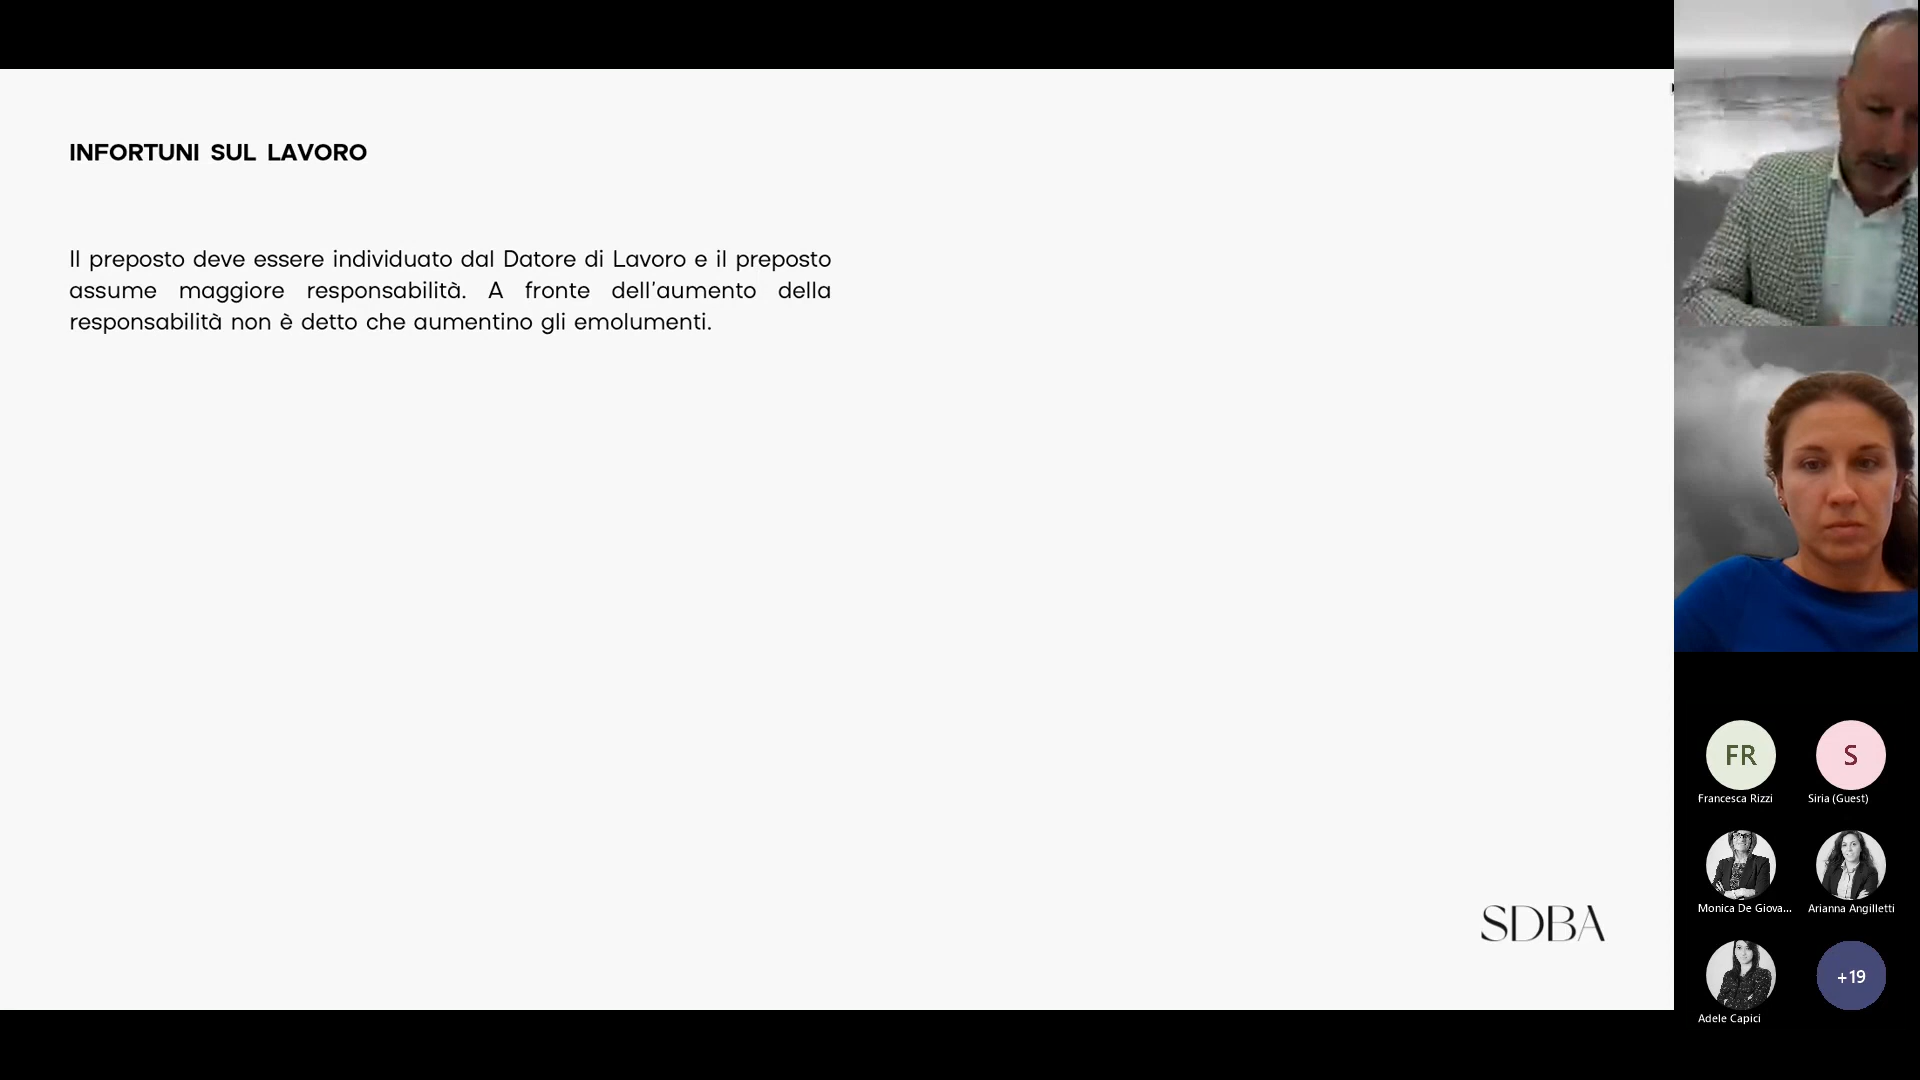 INFORTUNI SUL LAVORO
Il preposto deve essere individuato dal Datore di Lavoro e il preposto
assume maggiore responsabilità. A fronte dell’aumento della
responsabilità non è detto che aumentino gli emolumenti.
SDBA
FR
S
Francesca Rizzi
Siria (Guest)
Monica De Giova...
Arianna Angilletti
+19
Adele Capici